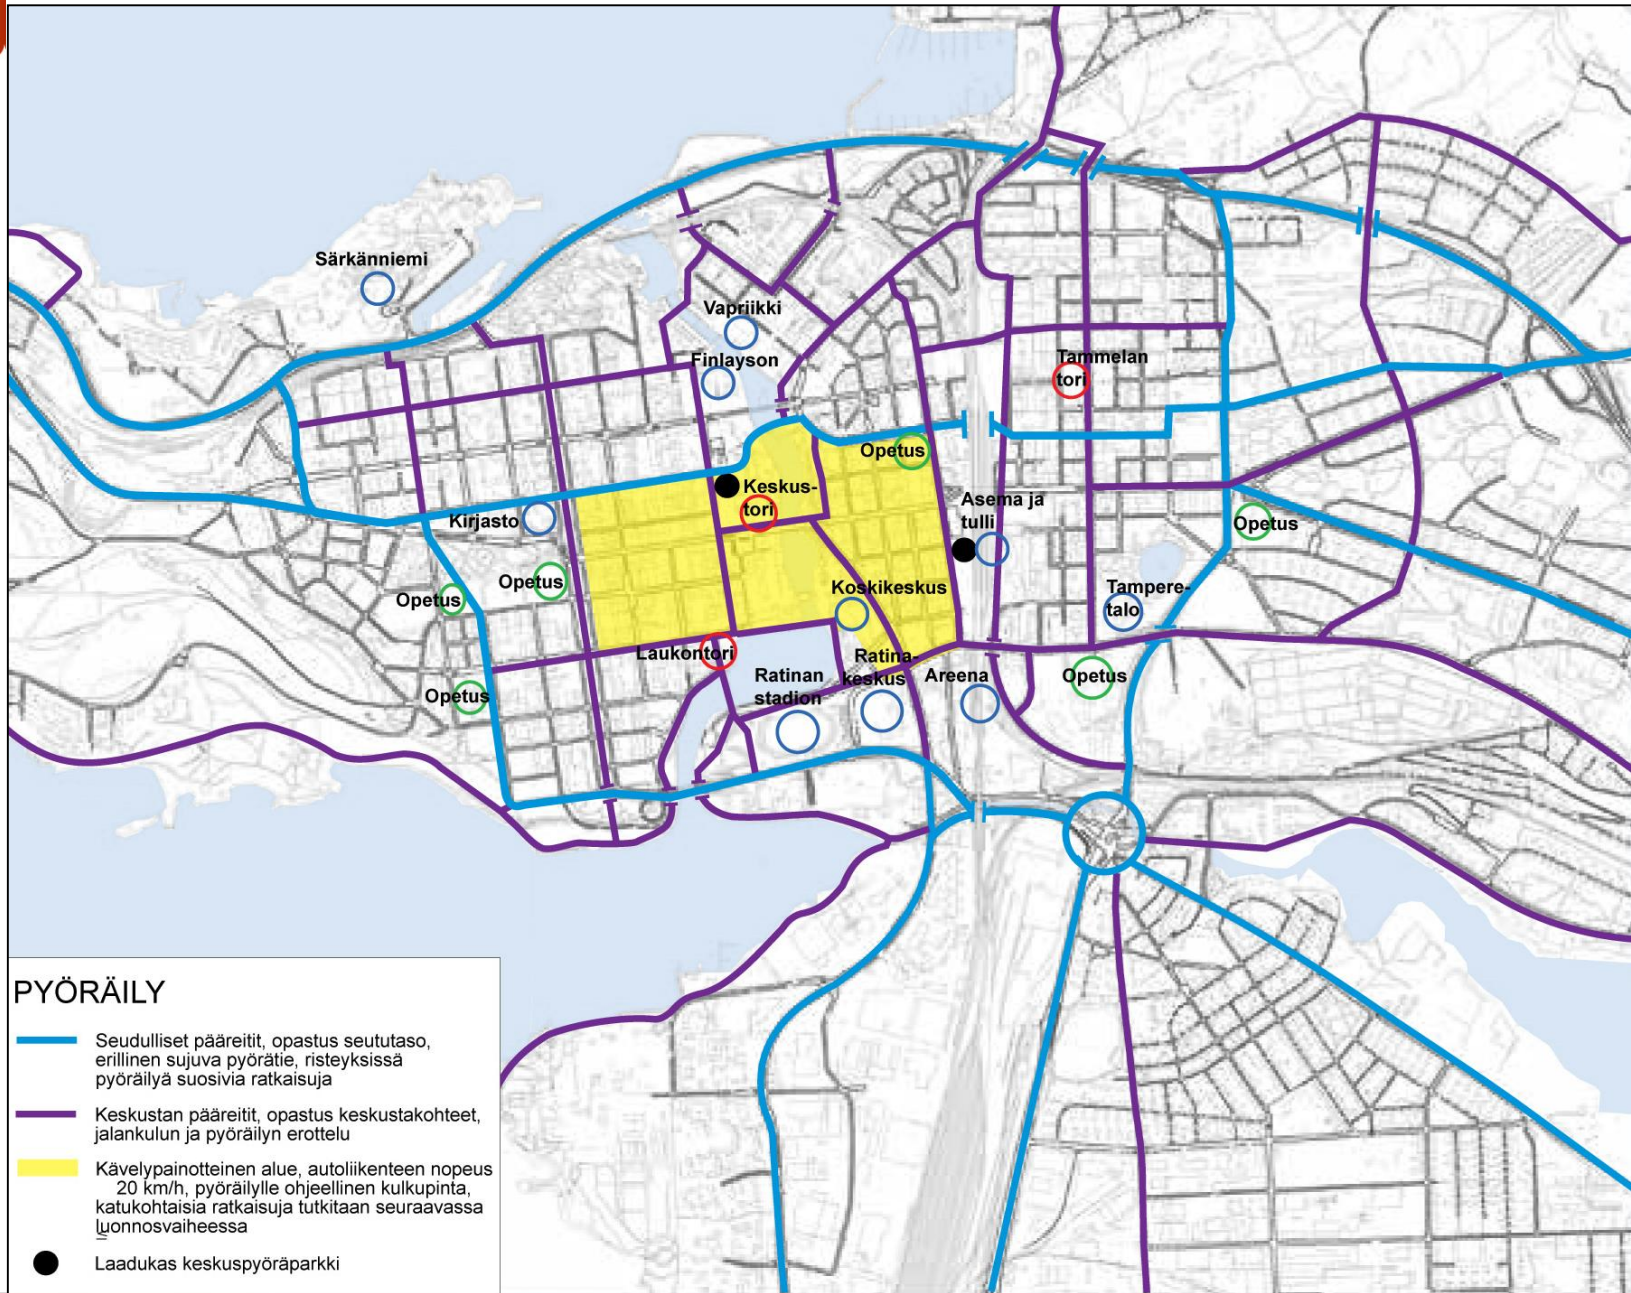 Särkänniemi
Vapriikki
Finlayson
Tammelan
tori
Opetus
Keskus-
tori
Asema ja
tulli
Kirjasto
Opetus
Opetus
Opetus
Koskikeskus
Tampere-
talo
Laukontori
Ratina-
keskus
Areena
Opetus
Ratinan
stadion
Opetus
PYÖRÄILY
Seudulliset pääreitit, opastus seututaso,
erillinen sujuva pyörätie, risteyksissä
pyöräilyä suosivia ratkaisuja
Keskustan pääreitit, opastus keskustakohteet,
jalankulun ja pyöräilyn erottelu
Kävelypainotteinen alue, autoliikenteen nopeus
20 km/h, pyöräilylle ohjeellinen kulkupinta,
katukohtaisia ratkaisuja tutkitaan seuraavassa
luonnosvaiheessa
Laadukas keskuspyöräparkki